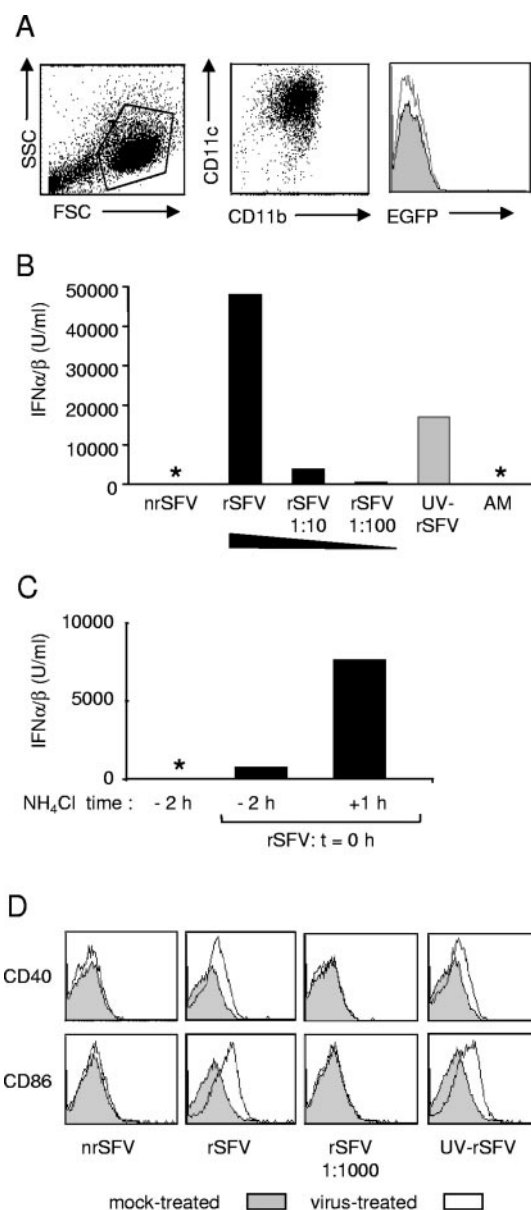 A
SSC
FSC
CD11c
CD11b
EGFP
B
IFNα/β (U/ml)
50000
40000
30000
20000
10000
0
*
*
nrSFV rSFV rSFV 1:10 rSFV 1:100 UV-rSFV AM
C
IFNα/β (U/ml)
10000
5000
0
*
NH₄Cl time : - 2 h - 2 h +1 h
rSFV: t = 0 h
D
CD40
CD86
nrSFV rSFV rSFV 1:1000 UV-rSFV
mock-treated virus-treated